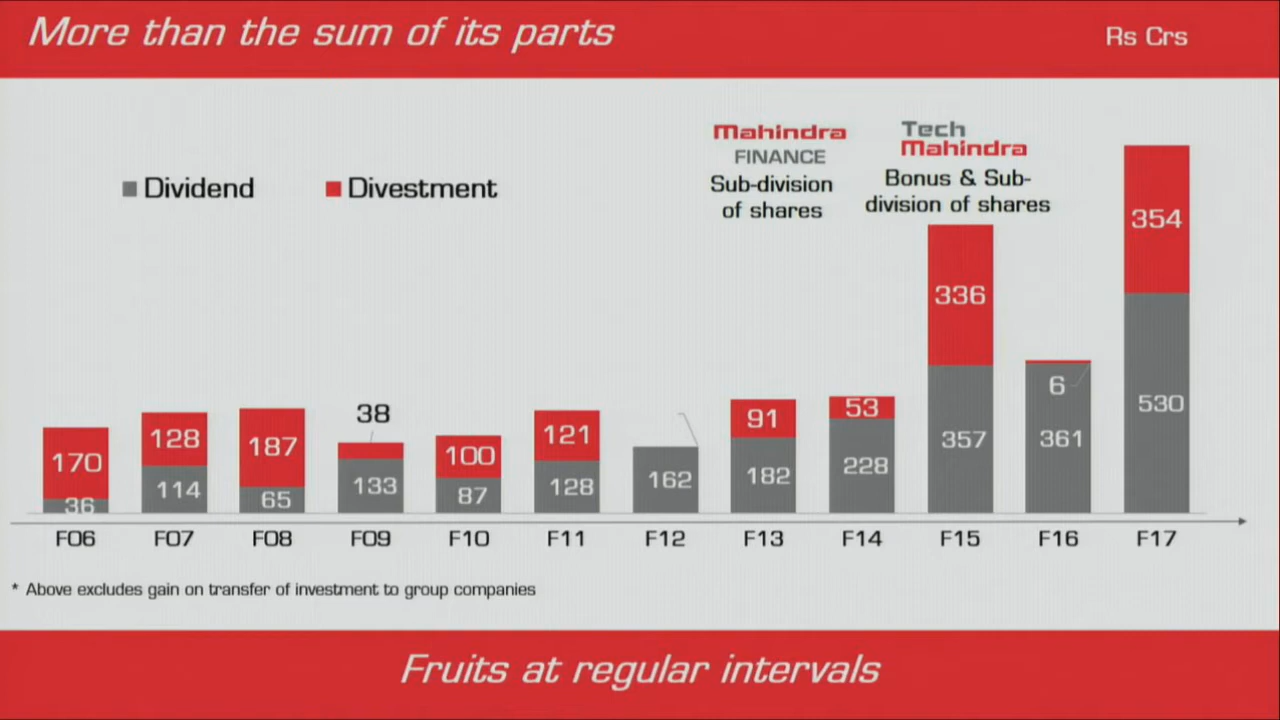 More than the sum of its parts
Rs Crs
Mahindra
FINANCE
Sub-division
of shares
Tech
Mahindra
Bonus & Sub-
division of shares
Dividend
Divestment
170
36
128
114
187
65
38
133
100
87
121
128
162
91
182
53
228
336
357
6
361
354
530
F06 F07 F08 F09 F10 F11 F12 F13 F14 F15 F16 F17
* Above excludes gain on transfer of investment to group companies
Fruits at regular intervals